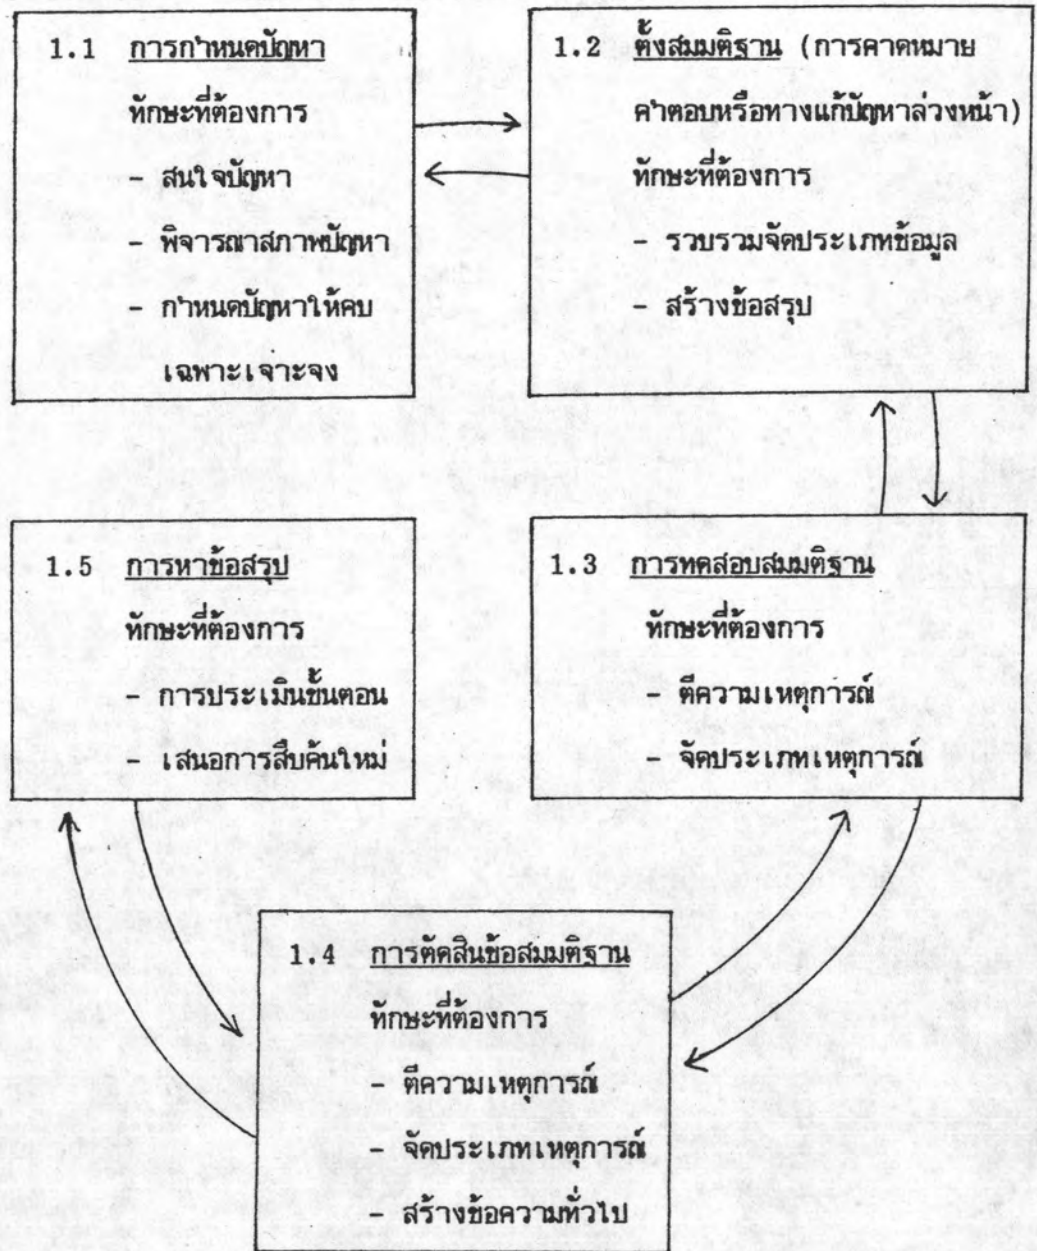 1.1 การกำหนดปัญหา
ทักษะที่ต้องการ
- สนใจปัญหา
- พิจารณาสภาพปัญหา
- กำหนดปัญหาให้คบ
เฉพาะเจาะจง
1.2 ตั้งสมมติฐาน (การคาดหมาย
คำตอบหรือทางแก้ปัญหาล่วงหน้า)
ทักษะที่ต้องการ
- รวบรวมจัดประเภทข้อมูล
- สร้างข้อสรุป
1.3 การทดสอบสมมติฐาน
ทักษะที่ต้องการ
- ตีความเหตุการณ์
- จัดประเภทเหตุการณ์
1.4 การตัดสินข้อสมมติฐาน
ทักษะที่ต้องการ
- ตีความเหตุการณ์
- จัดประเภทเหตุการณ์
- สร้างข้อความทั่วไป
1.5 การหาข้อสรุป
ทักษะที่ต้องการ
- การประเมินขั้นตอน
- เสนอการสืบค้นใหม่